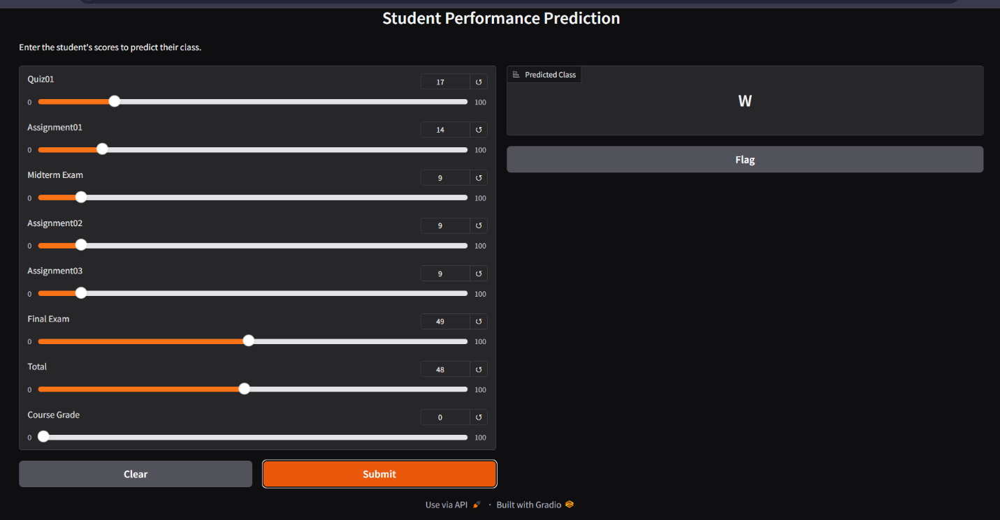 Student Performance Prediction
Enter the student's scores to predict their class.
Quiz01
17
0
100
Assignment01
14
0
100
Midterm Exam
9
0
100
Assignment02
9
0
100
Assignment03
9
0
100
Final Exam
49
0
100
Total
48
0
100
Course Grade
0
0
100
Clear
Submit
Predicted Class
W
Flag
Use via API · Built with Gradio